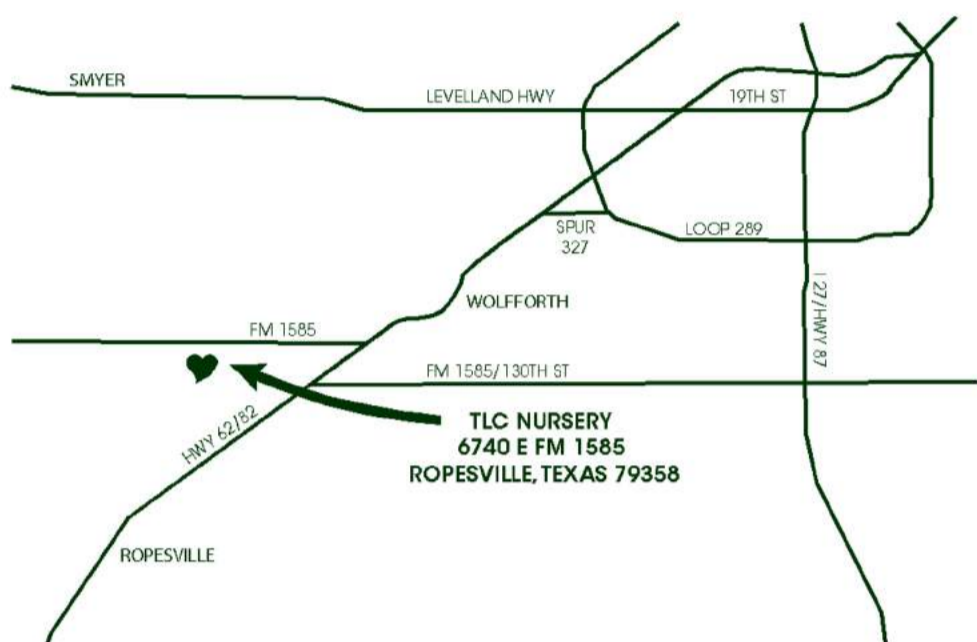 SMYER
LEVELLAND HWY
19TH ST
SPUR
327
LOOP 289
WOLFFORTH
I 27/HWY 87
FM 1585
FM 1585/130TH ST
HWY 62/82
TLC NURSERY
6740 E FM 1585
ROPESVILLE, TEXAS 79358
ROPESVILLE